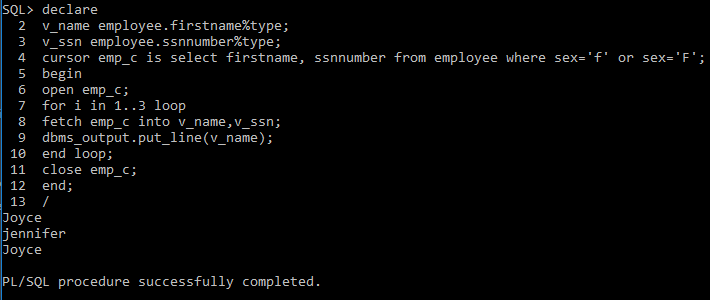 SQL> declare
2 v_name employee.firstname%type;
3 v_ssn employee.ssnnumber%type;
4 cursor emp_c is select firstname, ssnnumber from employee where sex='f' or sex='F';
5 begin
6 open emp_c;
7 for i in 1..3 loop
8 fetch emp_c into v_name,v_ssn;
9 dbms_output.put_line(v_name);
10 end loop;
11 close emp_c;
12 end;
13 /
Joyce
jennifer
Joyce
PL/SQL procedure successfully completed.